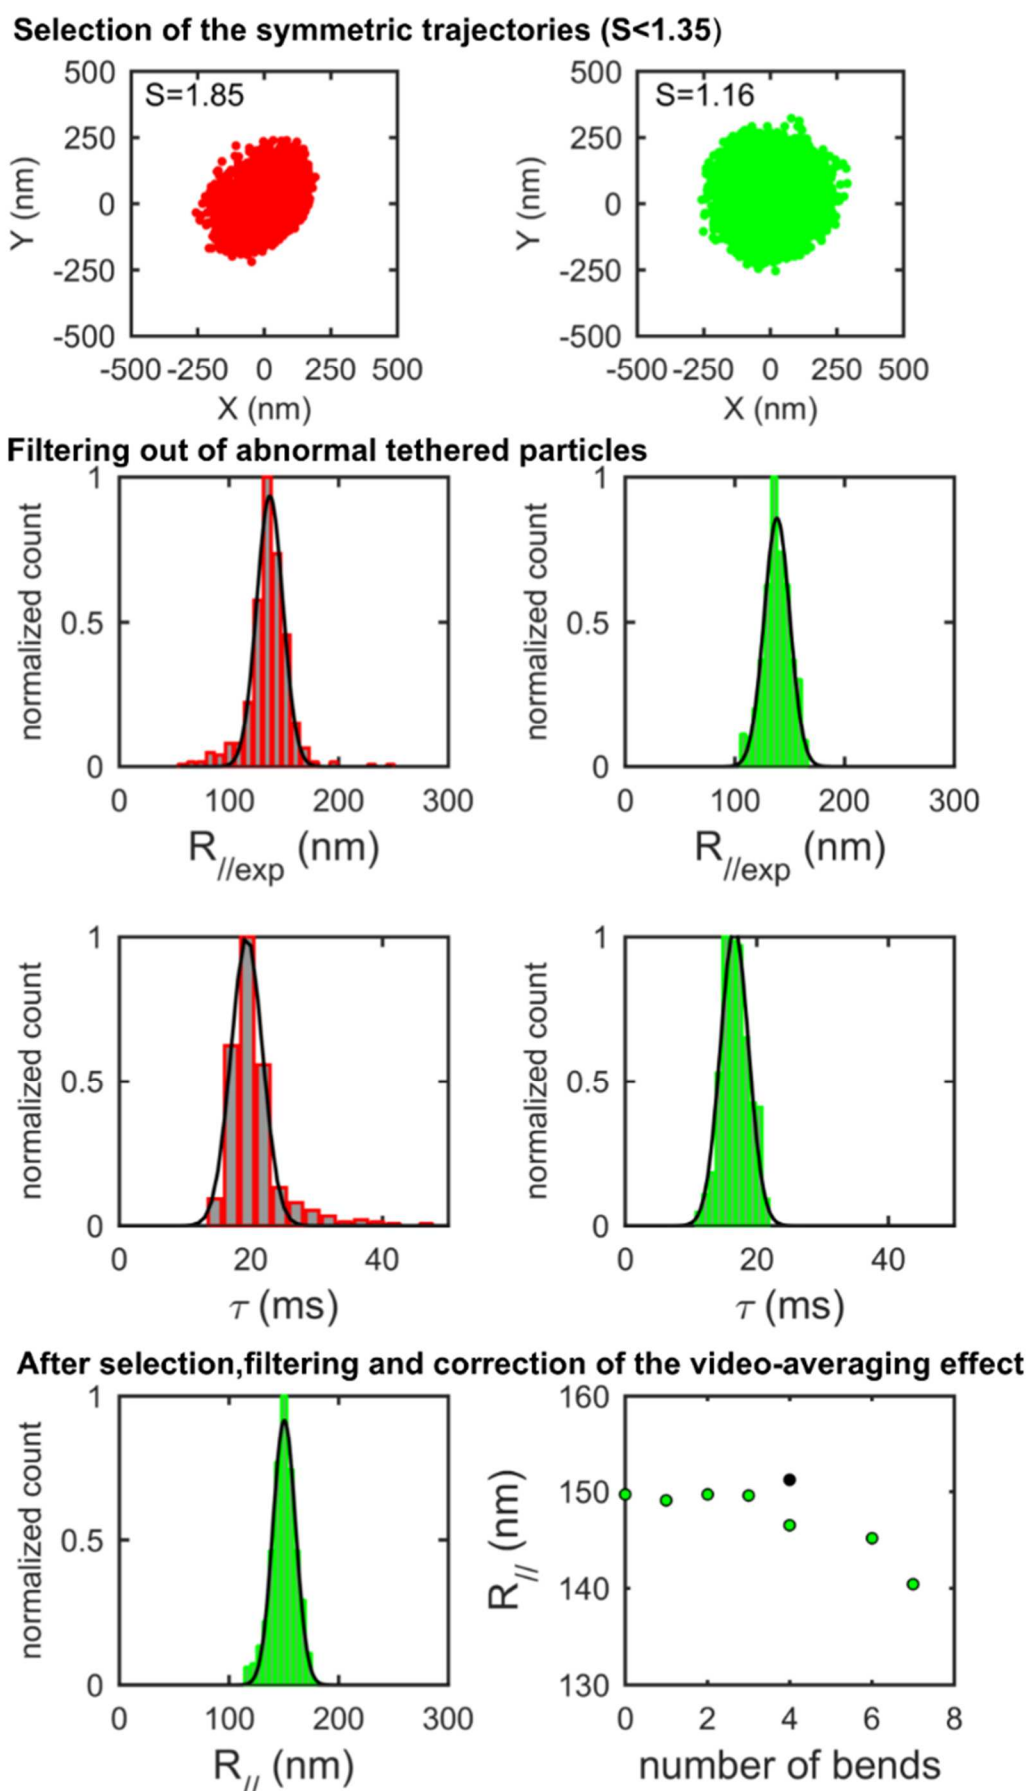 Selection of the symmetric trajectories (S<1.35)
500
250
0
-250
-500
Y (nm)
S=1.85
-500 -250 0 250 500
X (nm)
500
250
0
-250
-500
Y (nm)
S=1.16
-500 -250 0 250 500
X (nm)
Filtering out of abnormal tethered particles
1
0.5
0
normalized count
0 100 200 300
R//exp (nm)
1
0.5
0
normalized count
0 100 200 300
R//exp (nm)
1
0.5
0
normalized count
0 20 40
τ (ms)
1
0.5
0
normalized count
0 20 40
τ (ms)
After selection,filtering and correction of the video-averaging effect
1
0.5
0
normalized count
0 100 200 300
R// (nm)
160
150
140
130
R// (nm)
0 2 4 6 8
number of bends